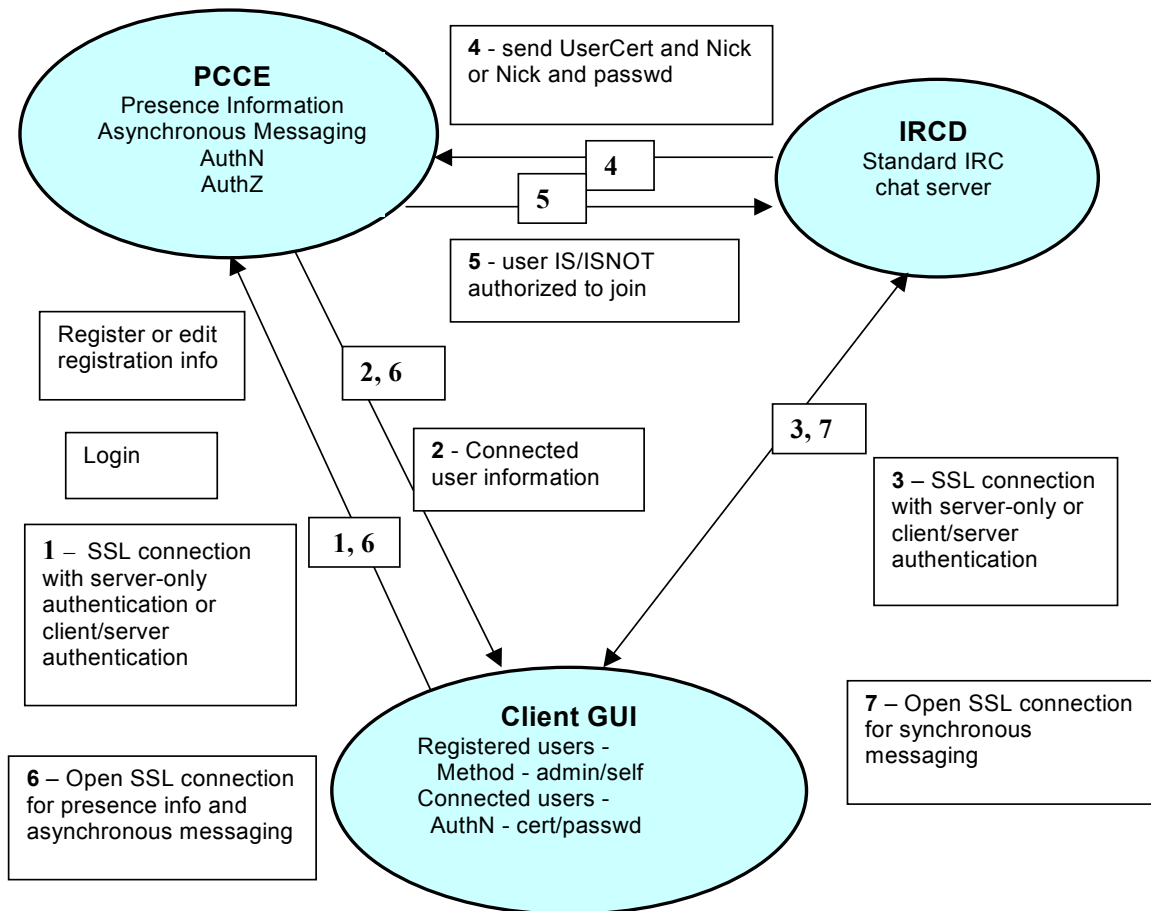 PCCE
Presence Information
Asynchronous Messaging
AuthN
AuthZ
4 - send UserCert and Nick
or Nick and passwd
IRCD
Standard IRC
chat server
4
5
5 - user IS/ISNOT
authorized to join
Register or edit
registration info
Login
2, 6
2 - Connected
user information
3, 7
3 – SSL connection
with server-only or
client/server
authentication
1 – SSL connection
with server-only
authentication or
client/server
authentication
1, 6
Client GUI
Registered users -
Method - admin/self
Connected users -
AuthN - cert/passwd
7 – Open SSL connection
for synchronous
messaging
6 – Open SSL connection
for presence info and
asynchronous messaging